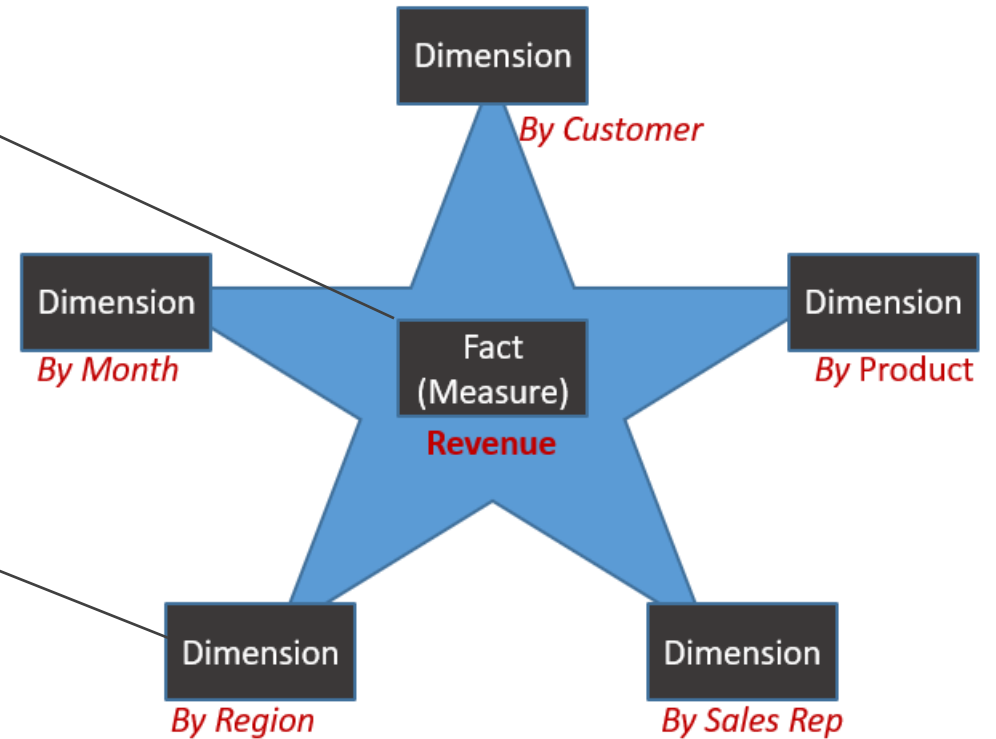 Dimension
By Customer
Dimension
By Month
Dimension
By Product
Fact
(Measure)
Revenue
Dimension
By Region
Dimension
By Sales Rep